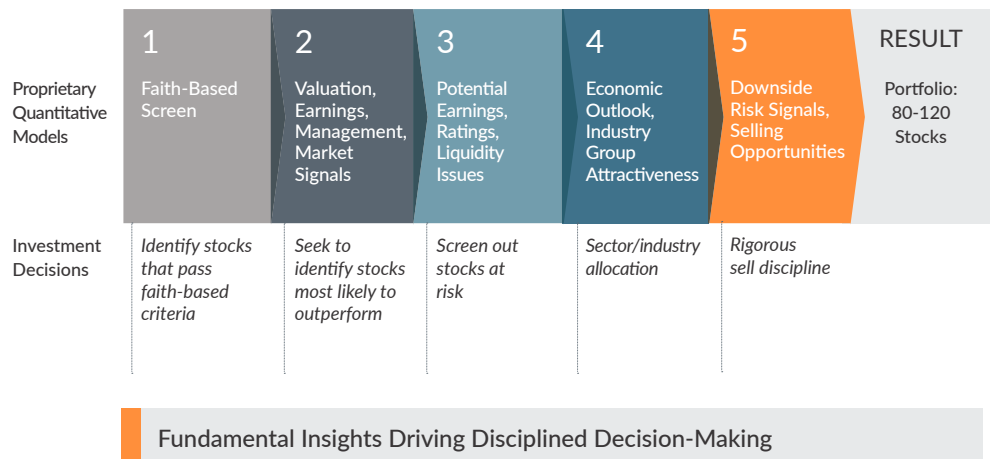 1
2
3
4
5
RESULT
Proprietary
Quantitative
Models
Faith-Based
Screen
Valuation,
Earnings,
Management,
Market
Signals
Potential
Earnings,
Ratings,
Liquidity
Issues
Economic
Outlook,
Industry
Group
Attractiveness
Downside
Risk Signals,
Selling
Opportunities
Portfolio:
80-120
Stocks
Investment
Decisions
Identify stocks
that pass
faith-based
criteria
Seek to
identify stocks
most likely to
outperform
Screen out
stocks at
risk
Sector/industry
allocation
Rigorous
sell discipline
Fundamental Insights Driving Disciplined Decision-Making